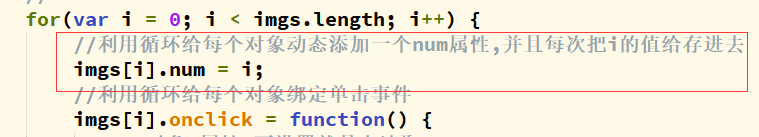 //
for(var i = 0; i < imgs.length; i++) {
//利用循环给每个对象动态添加一个num属性,并且每次把i的值给存进去
imgs[i].num = i;
//利用循环给每个对象绑定单击事件
imgs[i].onclick = function() {